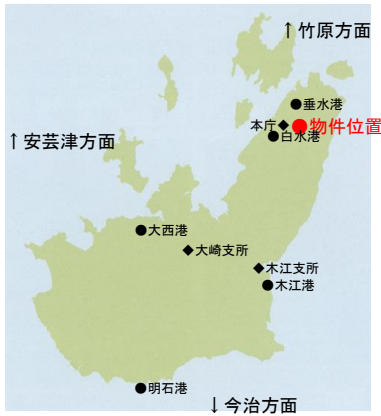 ↑竹原方面
●垂水港
本庁◆
●物件位置
●白水港
↑安芸津方面
●大西港
◆大崎支所
◆木江支所
●木江港
●明石港
↓今治方面